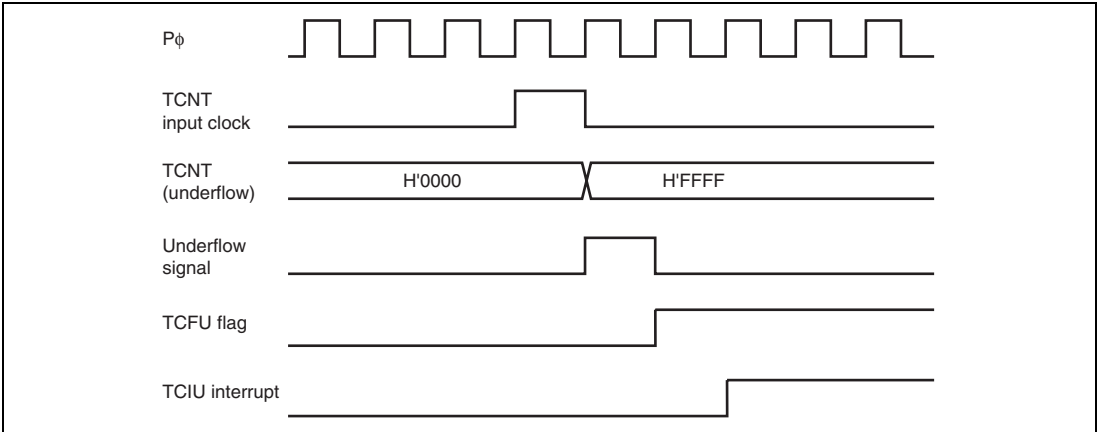 Pϕ
TCNT
input clock
TCNT
(underflow)
H'0000
H'FFFF
Underflow
signal
TCFU flag
TCIU interrupt